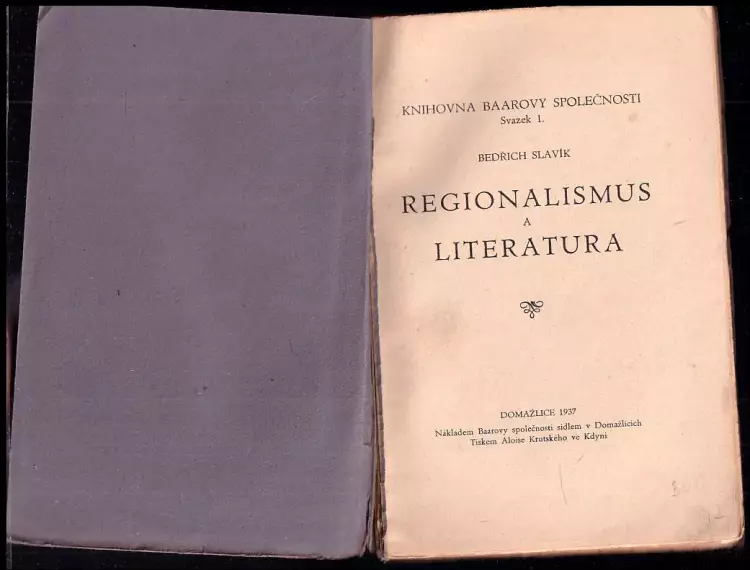 KNIHOVNA BAAROVY SPOLEČNOSTI
Svazek 1.
BEDŘICH SLAVÍK
REGIONALISMUS
A
LITERATURA
DOMAŽLICE 1937
Nákladem Baarovy společnosti sídlem v Domažlicích
Tiskem Aloise Krutského ve Kdyni